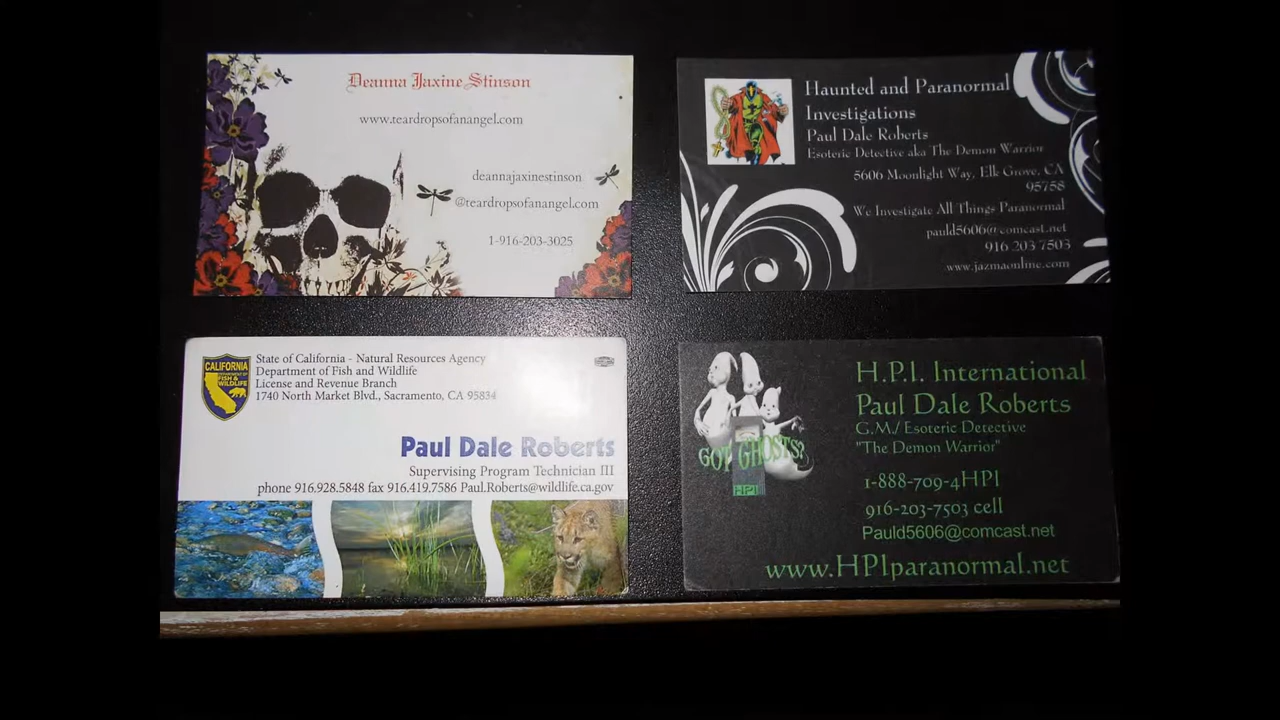 Deanna Jaxine Stinson
www.teardropsofanangel.com
deannajaxinestinson
@teardropsofanangel.com
1-916-203-3025
Haunted and Paranormal
Investigations
Paul Dale Roberts
Esoteric Detective aka The Demon Warrior
5606 Moonlight Way, Elk Grove, CA
95758
We Investigate All Things Paranormal
pauld5606@comcast.net
916 203 7503
www.jazmaonline.com
CALIFORNIA
DEPARTMENT OF
FISH &
WILDLIFE
State of California - Natural Resources Agency
Department of Fish and Wildlife
License and Revenue Branch
1740 North Market Blvd., Sacramento, CA 95834
Paul Dale Roberts
Supervising Program Technician III
phone 916.928.5848 fax 916.419.7586 Paul.Roberts@wildlife.ca.gov
GOT GHOSTS?
HPI
H.P.I. International
Paul Dale Roberts
G.M./ Esoteric Detective
"The Demon Warrior"
1-888-709-4HPI
916-203-7503 cell
Pauld5606@comcast.net
www.HPIparanormal.net